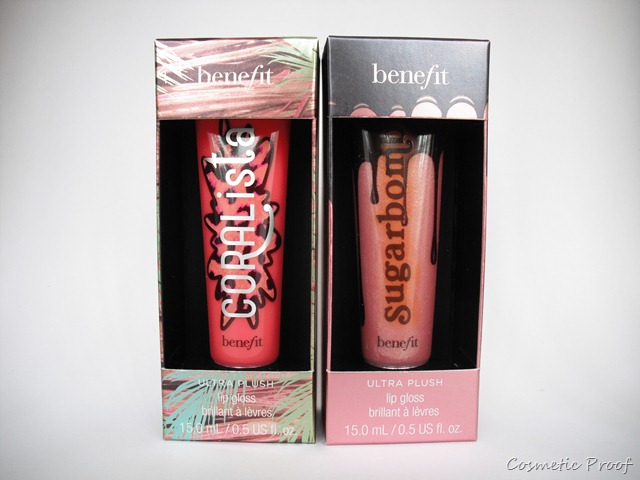 benefit
CORALista
benefit
ULTRA PLUSH
lip gloss
brillant à lèvres
15.0 mL / 0.5 US fl. oz.
benefit
sugarbomb
benefit
ULTRA PLUSH
lip gloss
brillant à lèvres
15.0 mL / 0.5 US fl. oz.
Cosmetic Proof